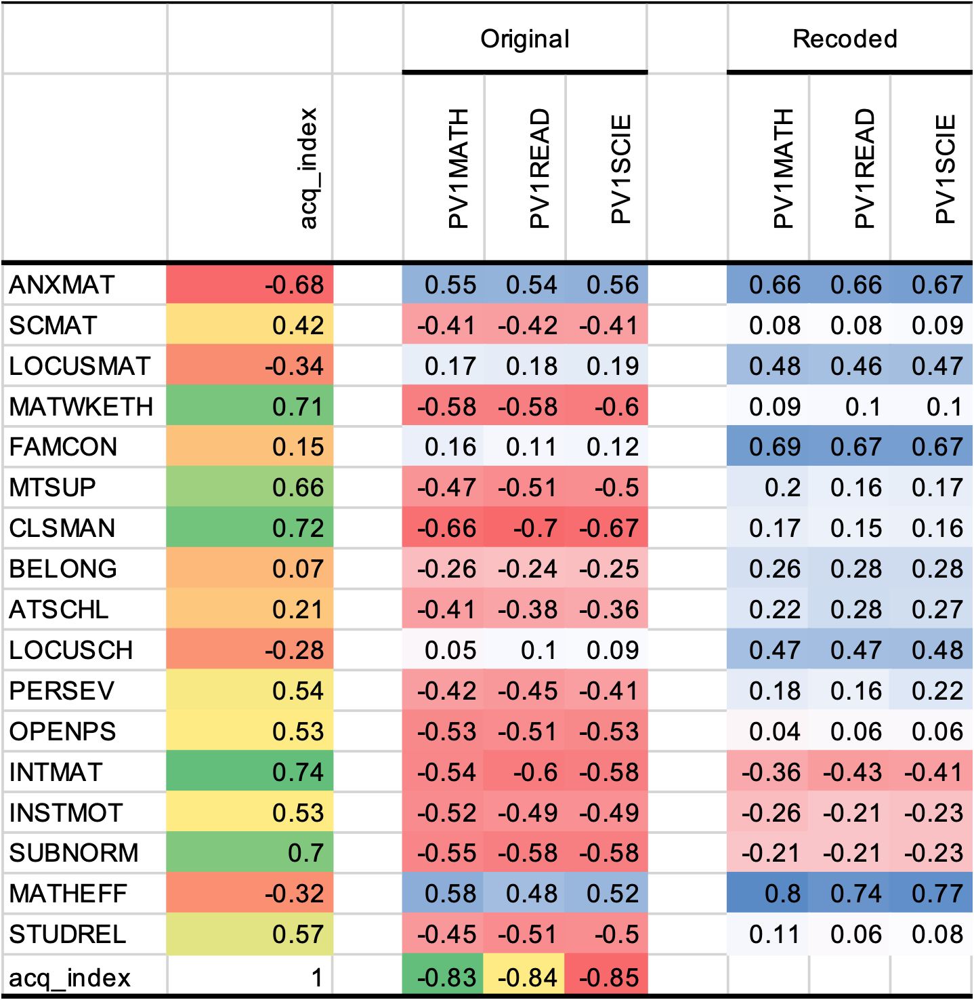 Original Recoded
acq_index PV1MATH PV1READ PV1SCIE PV1MATH PV1READ PV1SCIE
ANXMAT -0.68 0.55 0.54 0.56 0.66 0.66 0.67
SCMAT 0.42 -0.41 -0.42 -0.41 0.08 0.08 0.09
LOCUSMAT -0.34 0.17 0.18 0.19 0.48 0.46 0.47
MATWKETH 0.71 -0.58 -0.58 -0.6 0.09 0.1 0.1
FAMCON 0.15 0.16 0.11 0.12 0.69 0.67 0.67
MTSUP 0.66 -0.47 -0.51 -0.5 0.2 0.16 0.17
CLSMAN 0.72 -0.66 -0.7 -0.67 0.17 0.15 0.16
BELONG 0.07 -0.26 -0.24 -0.25 0.26 0.28 0.28
ATSCHL 0.21 -0.41 -0.38 -0.36 0.22 0.28 0.27
LOCUSCH -0.28 0.05 0.1 0.09 0.47 0.47 0.48
PERSEV 0.54 -0.42 -0.45 -0.41 0.18 0.16 0.22
OPENPS 0.53 -0.53 -0.51 -0.53 0.04 0.06 0.06
INTMAT 0.74 -0.54 -0.6 -0.58 -0.36 -0.43 -0.41
INSTMOT 0.53 -0.52 -0.49 -0.49 -0.26 -0.21 -0.23
SUBNORM 0.7 -0.55 -0.58 -0.58 -0.21 -0.21 -0.23
MATHEFF -0.32 0.58 0.48 0.52 0.8 0.74 0.77
STUDREL 0.57 -0.45 -0.51 -0.5 0.11 0.06 0.08
acq_index 1 -0.83 -0.84 -0.85